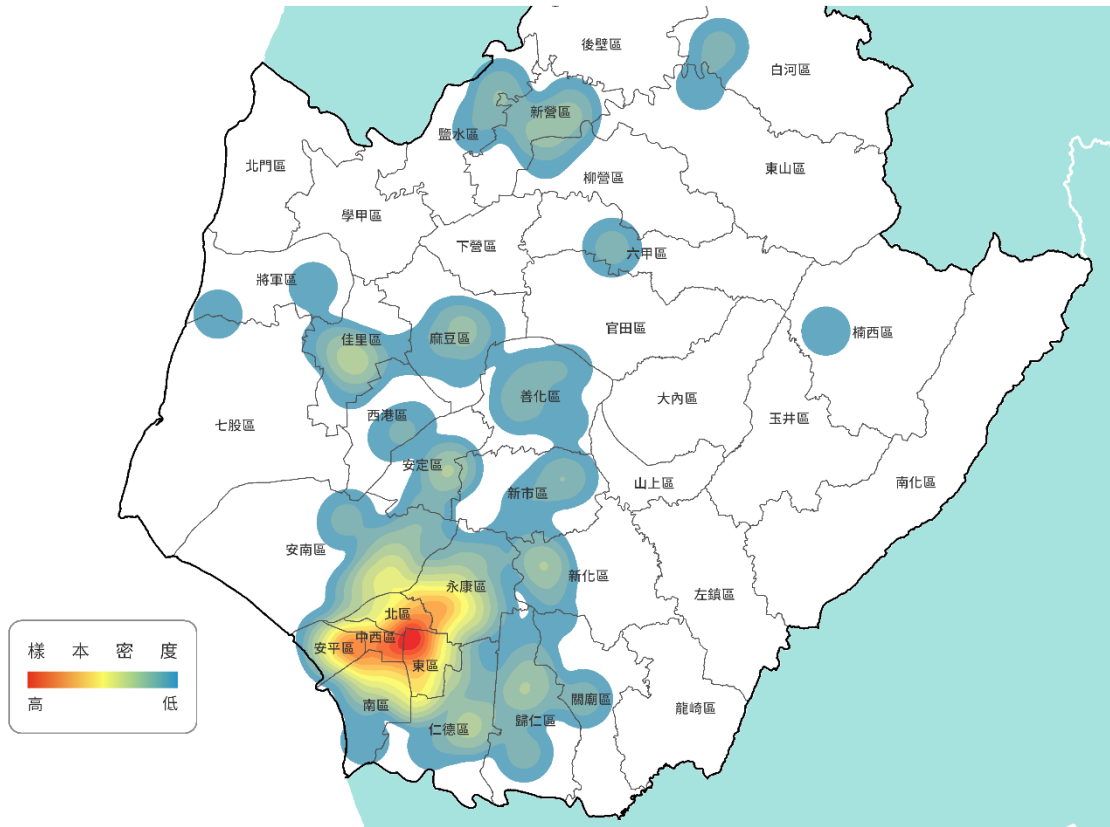 後壁區
白河區
新營區
鹽水區
北門區
東山區
柳營區
學甲區
下營區
六甲區
將軍區
官田區
楠西區
佳里區
麻豆區
善化區
大內區
西港區
七股區
玉井區
安定區
新市區
山上區
南化區
安南區
永康區
新化區
左鎮區
北區
中西區
安平區
東區
南區
關廟區
龍崎區
歸仁區
仁德區
樣本密度
高 低